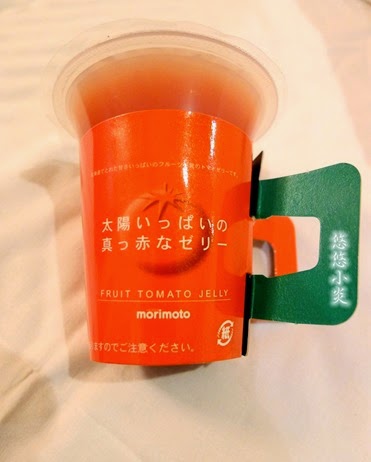 太陽いっぱいの
真っ赤なゼリー
FRUIT TOMATO JELLY
morimoto
紙
ますのでご注意ください。
悠悠小炎